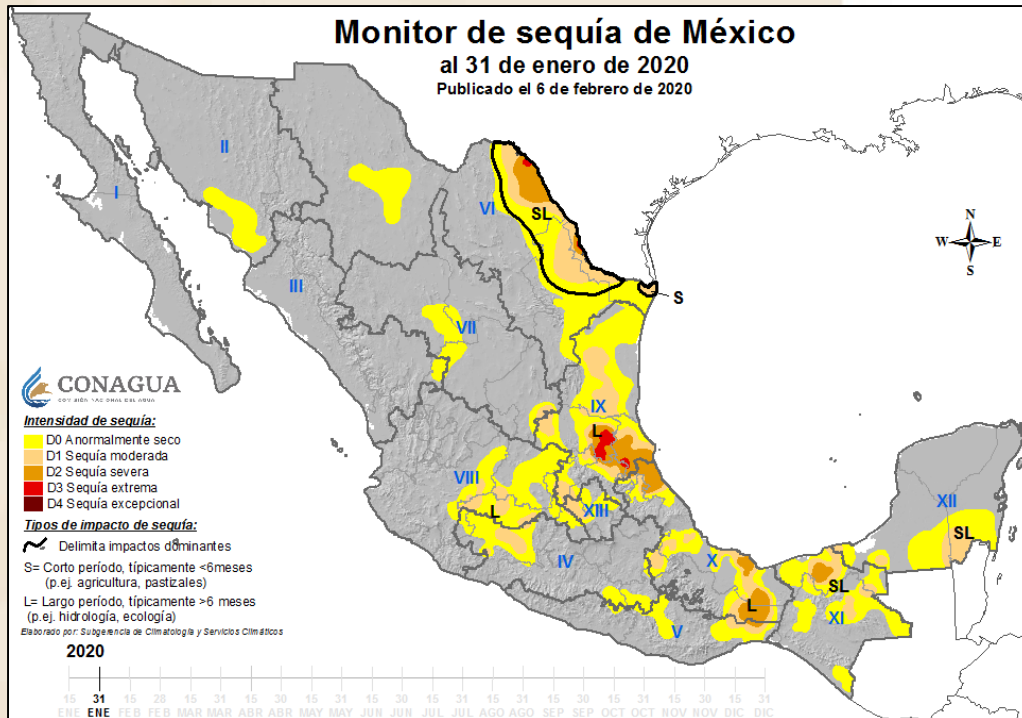 Monitor de sequía de México
al 31 de enero de 2020
Publicado el 6 de febrero de 2020
II
I
VI
SL
N
W E
S
III
S
VII
CONAGUA
COMISIÓN NACIONAL DEL AGUA
Intensidad de sequía:
D0 Anormalmente seco
D1 Sequía moderada
D2 Sequía severa
D3 Sequía extrema
D4 Sequía excepcional
Tipos de impacto de sequía:
Delimita impactos dominantes
S= Corto período, típicamente <6meses
(p.ej. agricultura, pastizales)
L= Largo período, típicamente >6 meses
(p.ej. hidrología, ecología)
Elaborado por: Subgerencia de Climatología y Servicios Climáticos
IX
L
VIII
L
XIII
XII
SL
IV
X
SL
L
XI
V
2020
15 31 15 28 15 31 15 30 15 31 15 30 15 31 15 31 15 30 15 31 15 30 15 31
ENE ENE FEB FEB MAR MAR ABR ABR MAY MAY JUN JUN JUL JUL AGO AGO SEP SEP OCT OCT NOV NOV DIC DIC